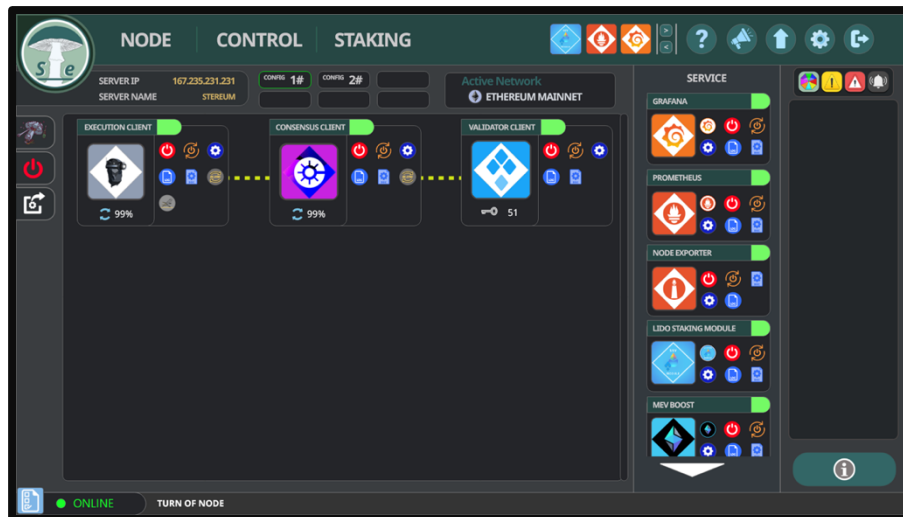 NODE
CONTROL
STAKING
S e
SERVER IP 167.235.231.231
SERVER NAME STEREUM
CONFIG 1#
CONFIG 2#
Active Network
ETHEREUM MAINNET
SERVICE
EXECUTION CLIENT
99%
CONSENSUS CLIENT
99%
VALIDATOR CLIENT
51
GRAFANA
PROMETHEUS
NODE EXPORTER
LIDO STAKING MODULE
MEV BOOST
ONLINE
TURN OF NODE